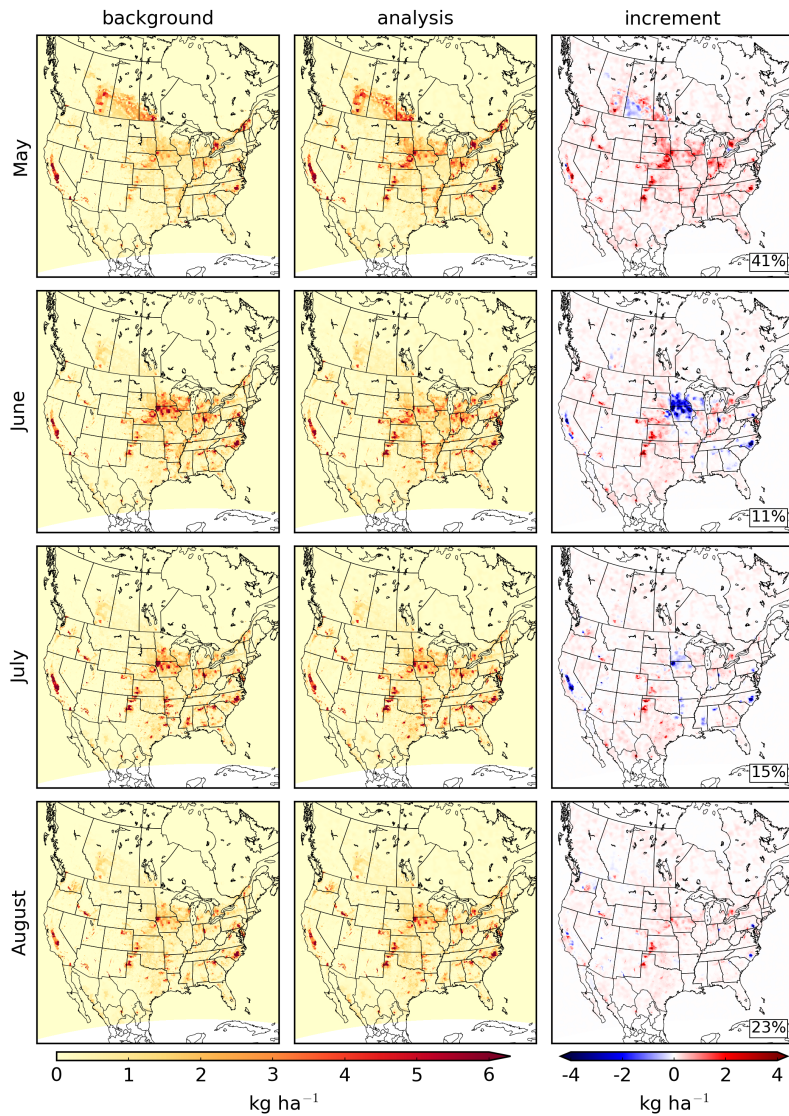 background analysis increment
May
41%
June
11%
July
15%
August
23%
0 1 2 3 4 5 6 -4 -2 0 2 4
kg ha⁻¹ kg ha⁻¹